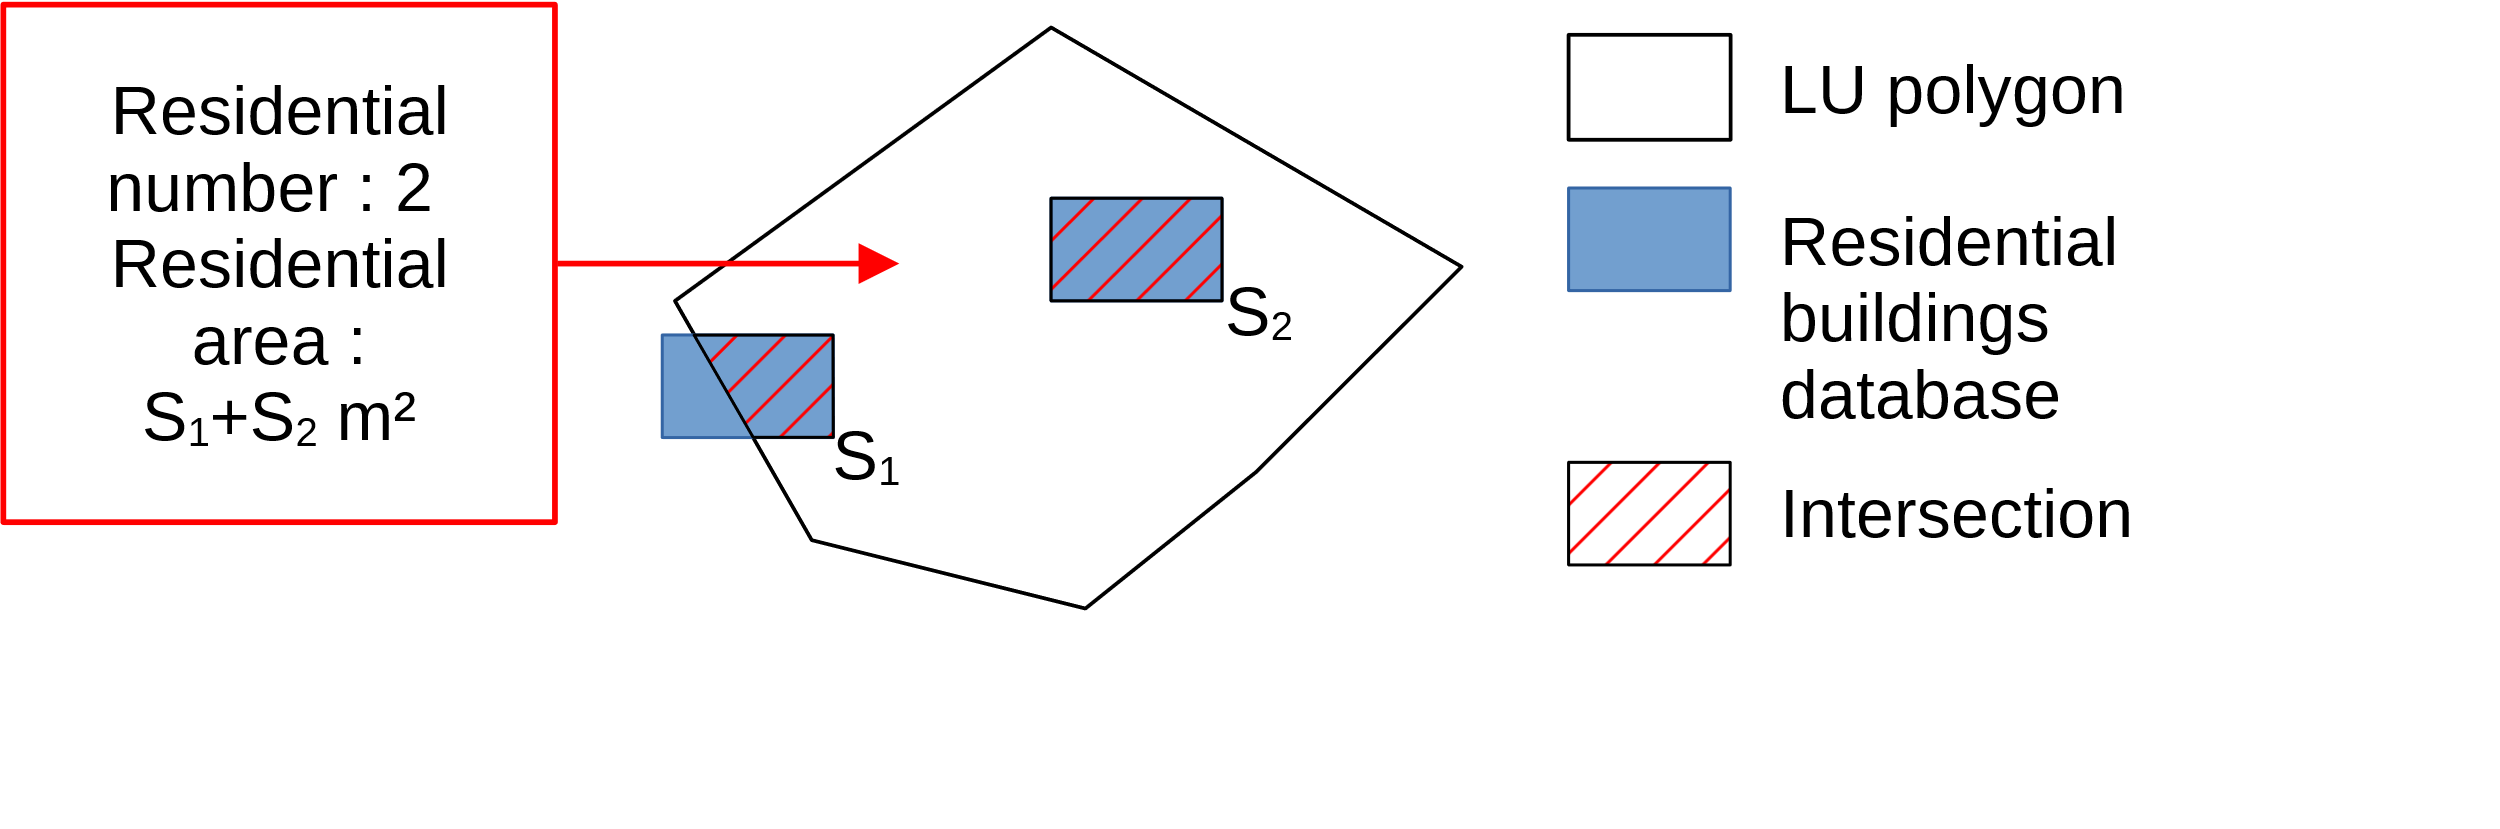 Residential
number : 2
Residential
area :
S₁+S₂ m²
S₂
S₁
LU polygon
Residential
buildings
database
Intersection